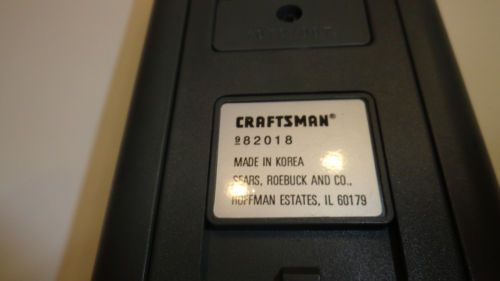 CRAFTSMAN®
982018
MADE IN KOREA
SEARS, ROEBUCK AND CO.,
HOFFMAN ESTATES, IL 60179